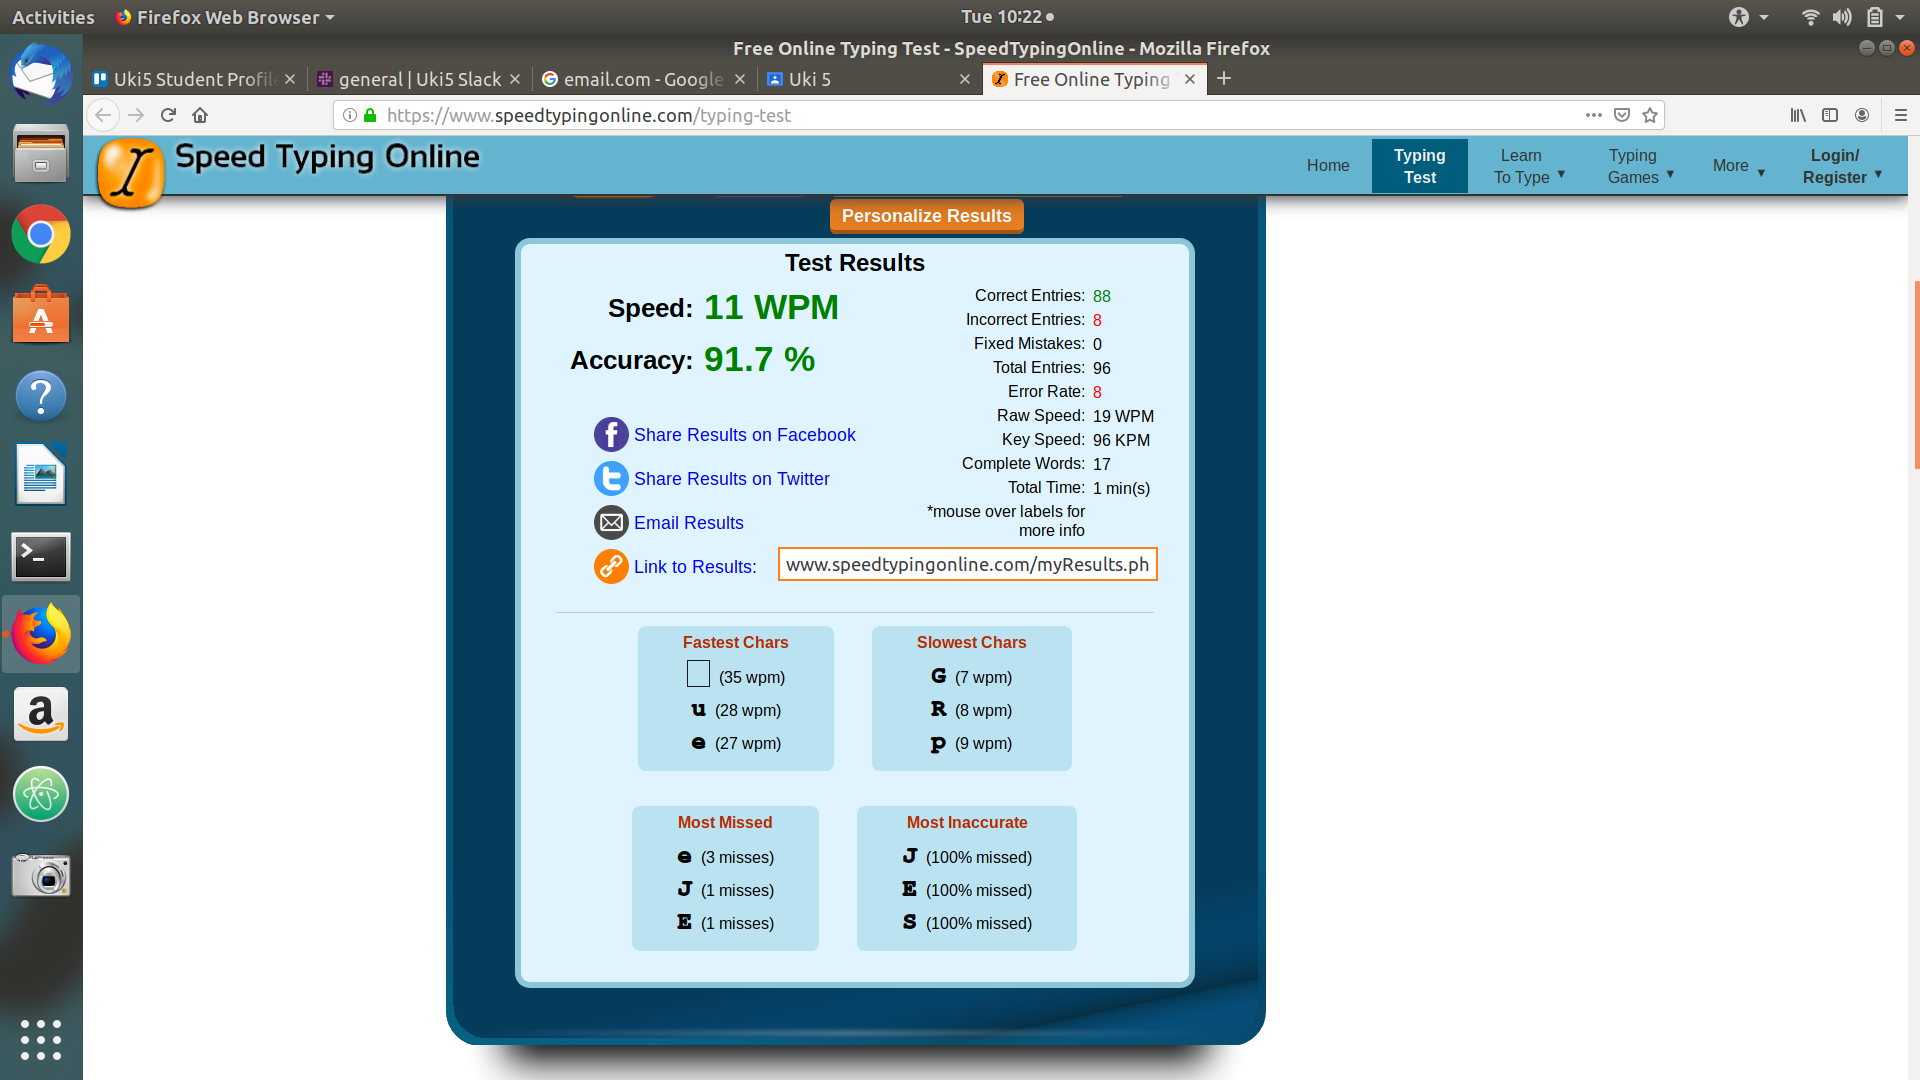 Activities
Firefox Web Browser
Tue 10:22
Free Online Typing Test - SpeedTypingOnline - Mozilla Firefox
Uki5 Student Profile
general | Uki5 Slack
email.com - Google
Uki 5
Free Online Typing
https://www.speedtypingonline.com/typing-test
Speed Typing Online
Home
Typing
Test
Learn
To Type
Typing
Games
More
Login/
Register
Personalize Results
Test Results
Speed: 11 WPM
Accuracy: 91.7 %
Share Results on Facebook
Share Results on Twitter
Email Results
Link to Results: www.speedtypingonline.com/myResults.ph
Correct Entries: 88
Incorrect Entries: 8
Fixed Mistakes: 0
Total Entries: 96
Error Rate: 8
Raw Speed: 19 WPM
Key Speed: 96 KPM
Complete Words: 17
Total Time: 1 min(s)
*mouse over labels for
more info
Fastest Chars
(35 wpm)
u (28 wpm)
e (27 wpm)
Slowest Chars
G (7 wpm)
R (8 wpm)
p (9 wpm)
Most Missed
e (3 misses)
J (1 misses)
E (1 misses)
Most Inaccurate
J (100% missed)
E (100% missed)
S (100% missed)